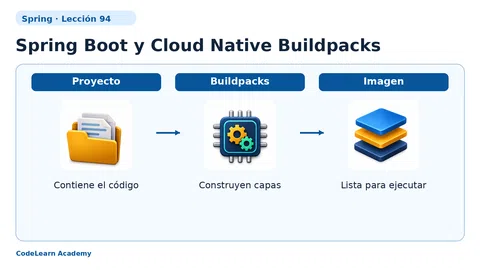 Spring · Lección 94
Spring Boot y Cloud Native Buildpacks
Proyecto
Buildpacks
Imagen
Contiene el código
Construyen capas
Lista para ejecutar
CodeLearn Academy